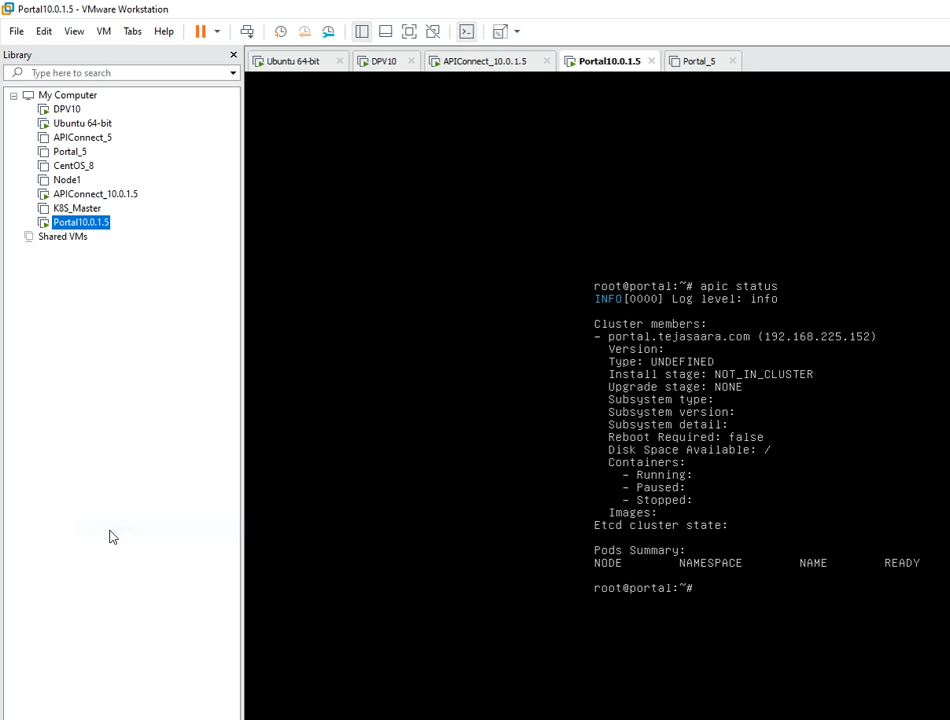 Portal10.0.1.5 - VMware Workstation
File Edit View VM Tabs Help
Library
Type here to search
Ubuntu 64-bit DPV10 APIConnect_10.0.1.5 Portal10.0.1.5 Portal_5
My Computer
DPV10
Ubuntu 64-bit
APIConnect_5
Portal_5
CentOS_8
Node1
APIConnect_10.0.1.5
K8S_Master
Portal10.0.1.5
Shared VMs
root@portal:~# apic status
INFO[0000] Log level: info
Cluster members:
- portal.tejasaara.com (192.168.225.152)
Version:
Type: UNDEFINED
Install stage: NOT_IN_CLUSTER
Upgrade stage: NONE
Subsystem type:
Subsystem version:
Subsystem detail:
Reboot Required: false
Disk Space Available: /
Containers:
- Running:
- Paused:
- Stopped:
Images:
Etcd cluster state:
Pods Summary:
NODE NAMESPACE NAME READY
root@portal:~#